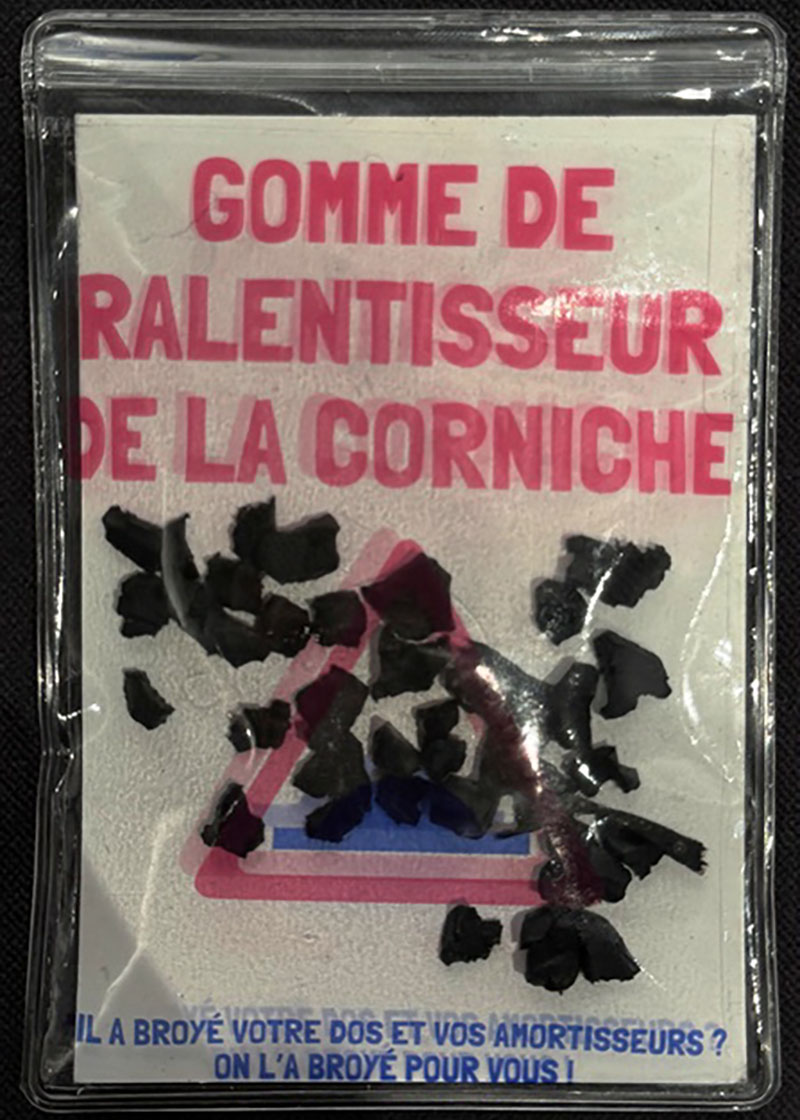 GOMME DE
RALENTISSEUR
DE LA CORNICHE
IL A BROYÉ VOTRE DOS ET VOS AMORTISSEURS ?
ON L'A BROYÉ POUR VOUS !